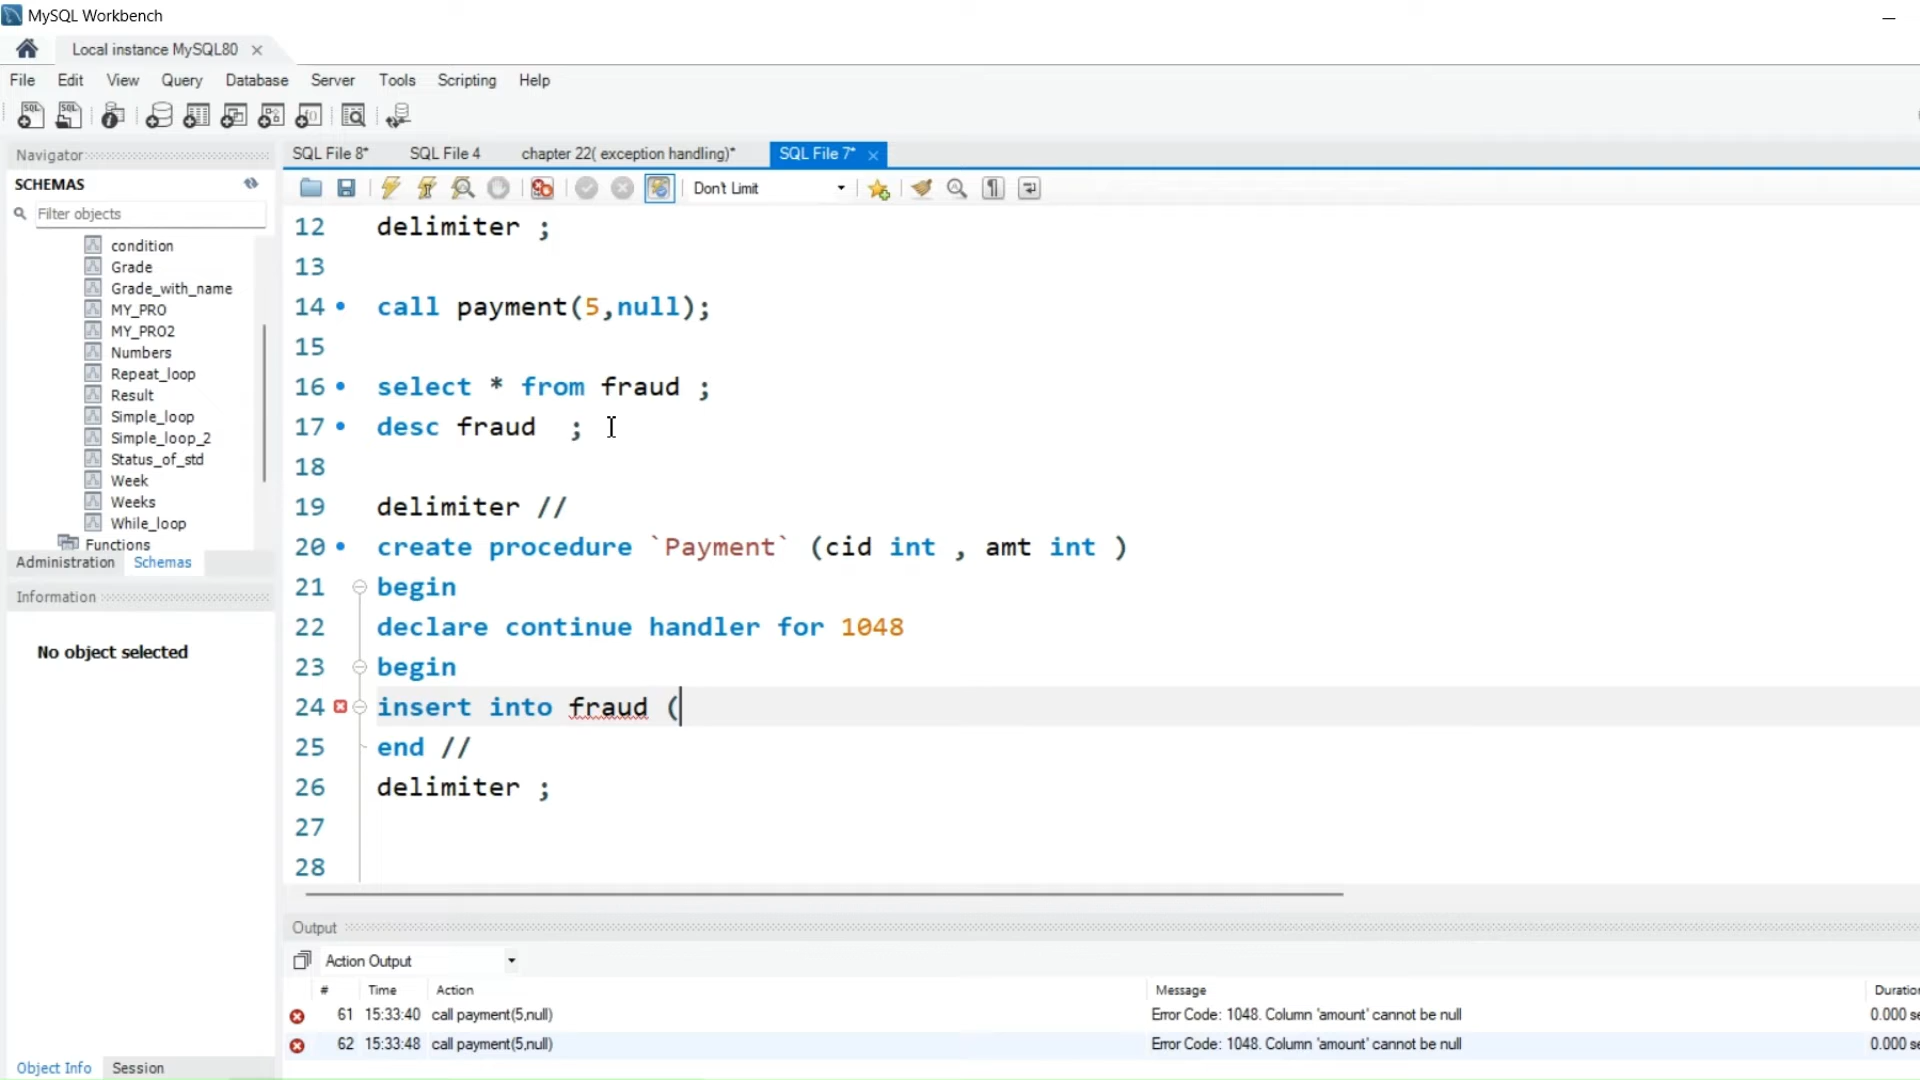 MySQL Workbench
Local instance MySQL80
File Edit View Query Database Server Tools Scripting Help
Navigator
SQL File 8* SQL File 4 chapter 22( exception handling)* SQL File 7*
SCHEMAS
Don't Limit
Filter objects
condition
Grade
Grade_with_name
MY_PRO
MY_PRO2
Numbers
Repeat_loop
Result
Simple_loop
Simple_loop_2
Status_of_std
Week
Weeks
While_loop
Functions
Administration Schemas
Information
No object selected
Object Info Session
12 delimiter ;
13
14 call payment(5,null);
15
16 select * from fraud ;
17 desc fraud ;
18
19 delimiter //
20 create procedure `Payment` (cid int , amt int )
21 begin
22 declare continue handler for 1048
23 begin
24 insert into fraud (
25 end //
26 delimiter ;
27
28
Output
Action Output
# Time Action Message Duration
61 15:33:40 call payment(5,null) Error Code: 1048. Column 'amount' cannot be null 0.000 se
62 15:33:48 call payment(5,null) Error Code: 1048. Column 'amount' cannot be null 0.000 se